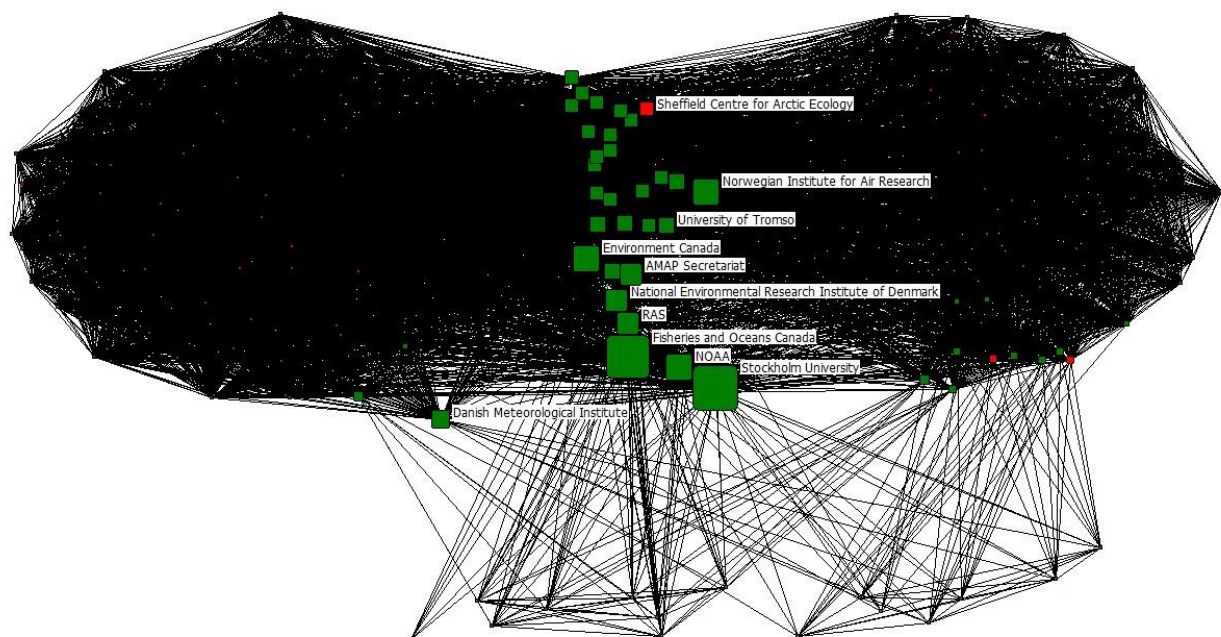 Sheffield Centre for Arctic Ecology
Norwegian Institute for Air Research
University of Tromso
Environment Canada
AMAP Secretariat
National Environmental Research Institute of Denmark
RAS
Fisheries and Oceans Canada
NOAA
Stockholm University
Danish Meteorological Institute